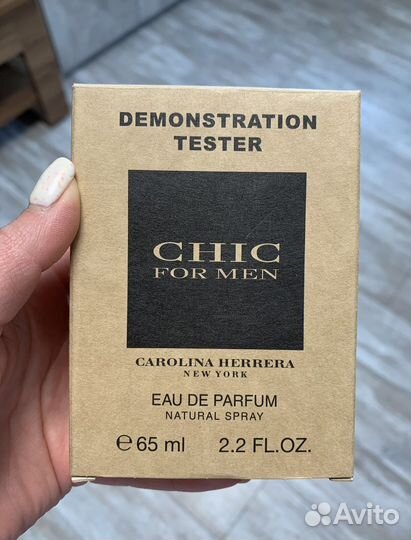 DEMONSTRATION
TESTER
CHIC
FOR MEN
CAROLINA HERRERA
NEW YORK
EAU DE PARFUM
NATURAL SPRAY
℮ 65 ml 2.2 FL.OZ.
Avito